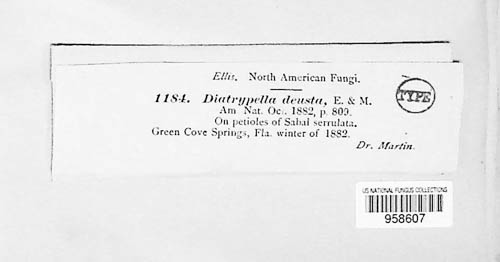 Ellis. North American Fungi.
1184. Diatrypella deusta, E. & M.
Am Nat. Oct. 1882, p. 809.
On petioles of Sabal serrulata.
Green Cove Springs, Fla. winter of 1882.
Dr. Martin.
TYPE
US NATIONAL FUNGUS COLLECTIONS
958607